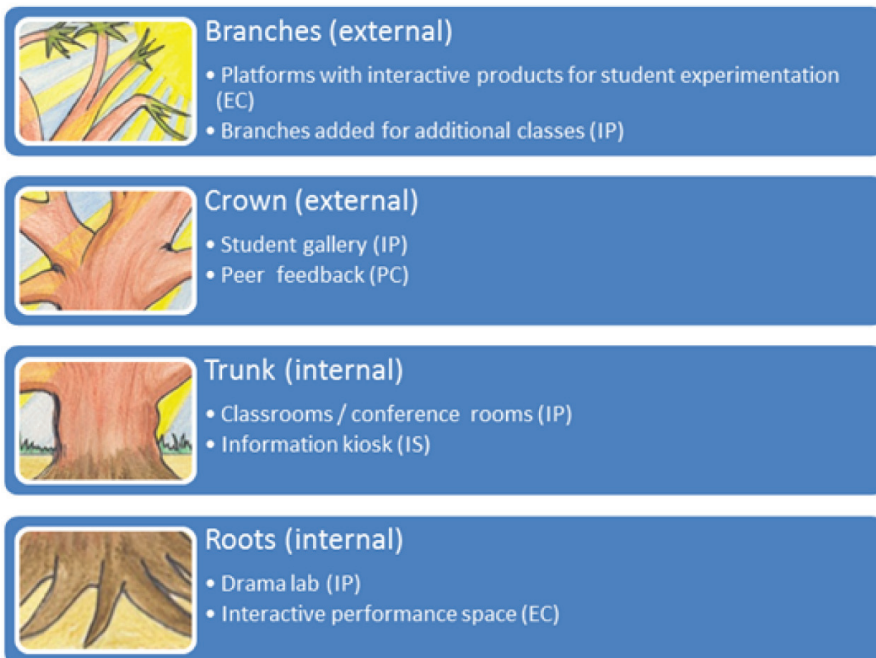 Branches (external)
• Platforms with interactive products for student experimentation
(EC)
• Branches added for additional classes (IP)
Crown (external)
• Student gallery (IP)
• Peer  feedback (PC)
Trunk (internal)
• Classrooms / conference  rooms (IP)
• Information kiosk (IS)
Roots (internal)
• Drama lab (IP)
• Interactive performance space (EC)